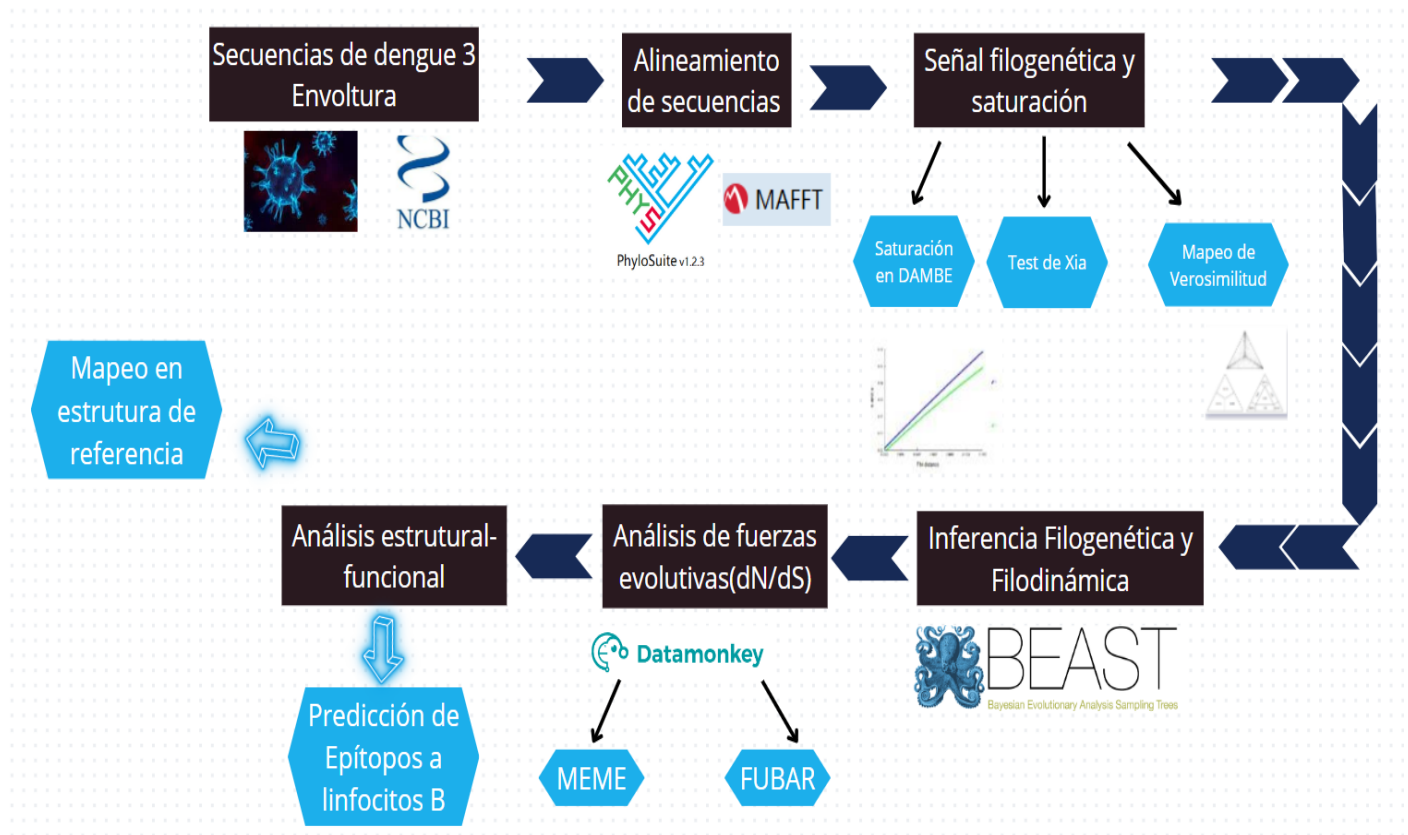 Secuencias de dengue 3
Envoltura
NCBI
Alineamiento
de secuencias
PHYS
PhyloSuite v1.2.3
MAFFT
Señal filogenética y
saturación
Saturación
en DAMBE
Test de Xia
Mapeo de
Verosimilitud
Mapeo en
estrutura de
referencia
Análisis estrutural-
funcional
Predicción de
Epítopos a
linfocitos B
Análisis de fuerzas
evolutivas(dN/dS)
Datamonkey
MEME
FUBAR
Inferencia Filogenética y
Filodinámica
BEAST
Bayesian Evolutionary Analysis Sampling Trees